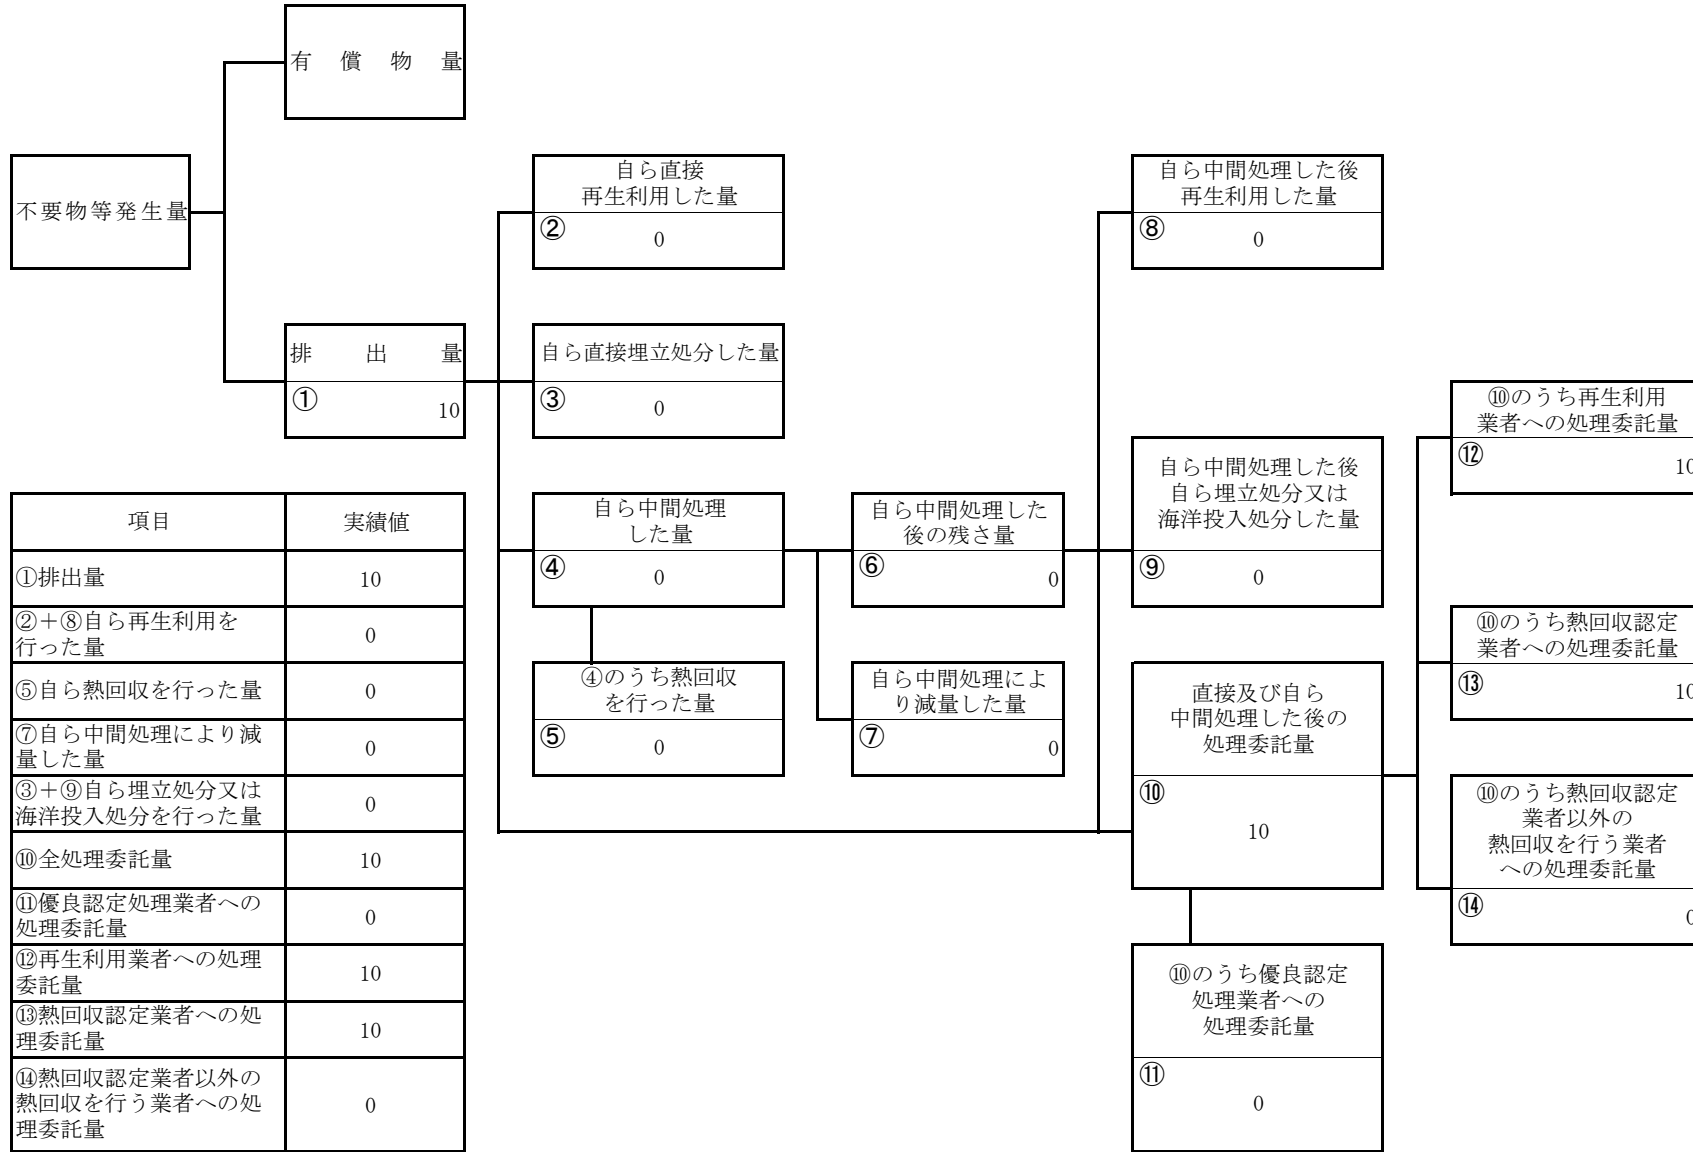 有償物量
不要物等発生量
排出量
①
10
自ら直接
再生利用した量
②
0
自ら直接埋立処分した量
③
0
自ら中間処理
した量
④
0
④のうち熱回収
を行った量
⑤
0
自ら中間処理した
後の残さ量
⑥
0
自ら中間処理によ
り減量した量
⑦
0
自ら中間処理した後
再生利用した量
⑧
0
自ら中間処理した後
自ら埋立処分又は
海洋投入処分した量
⑨
0
直接及び自ら
中間処理した後の
処理委託量
⑩
10
⑩のうち優良認定
処理業者への
処理委託量
⑪
0
⑩のうち再生利用
業者への処理委託量
⑫
10
⑩のうち熱回収認定
業者への処理委託量
⑬
10
⑩のうち熱回収認定
業者以外の
熱回収を行う業者
への処理委託量
⑭
0
項目 実績値
①排出量 10
②＋⑧自ら再生利用を
行った量
0
⑤自ら熱回収を行った量 0
⑦自ら中間処理により減
量した量
0
③＋⑨自ら埋立処分又は
海洋投入処分を行った量
0
⑩全処理委託量 10
⑪優良認定処理業者への
処理委託量
0
⑫再生利用業者への処理
委託量
10
⑬熱回収認定業者への処
理委託量
10
⑭熱回収認定業者以外の
熱回収を行う業者への処
理委託量
0